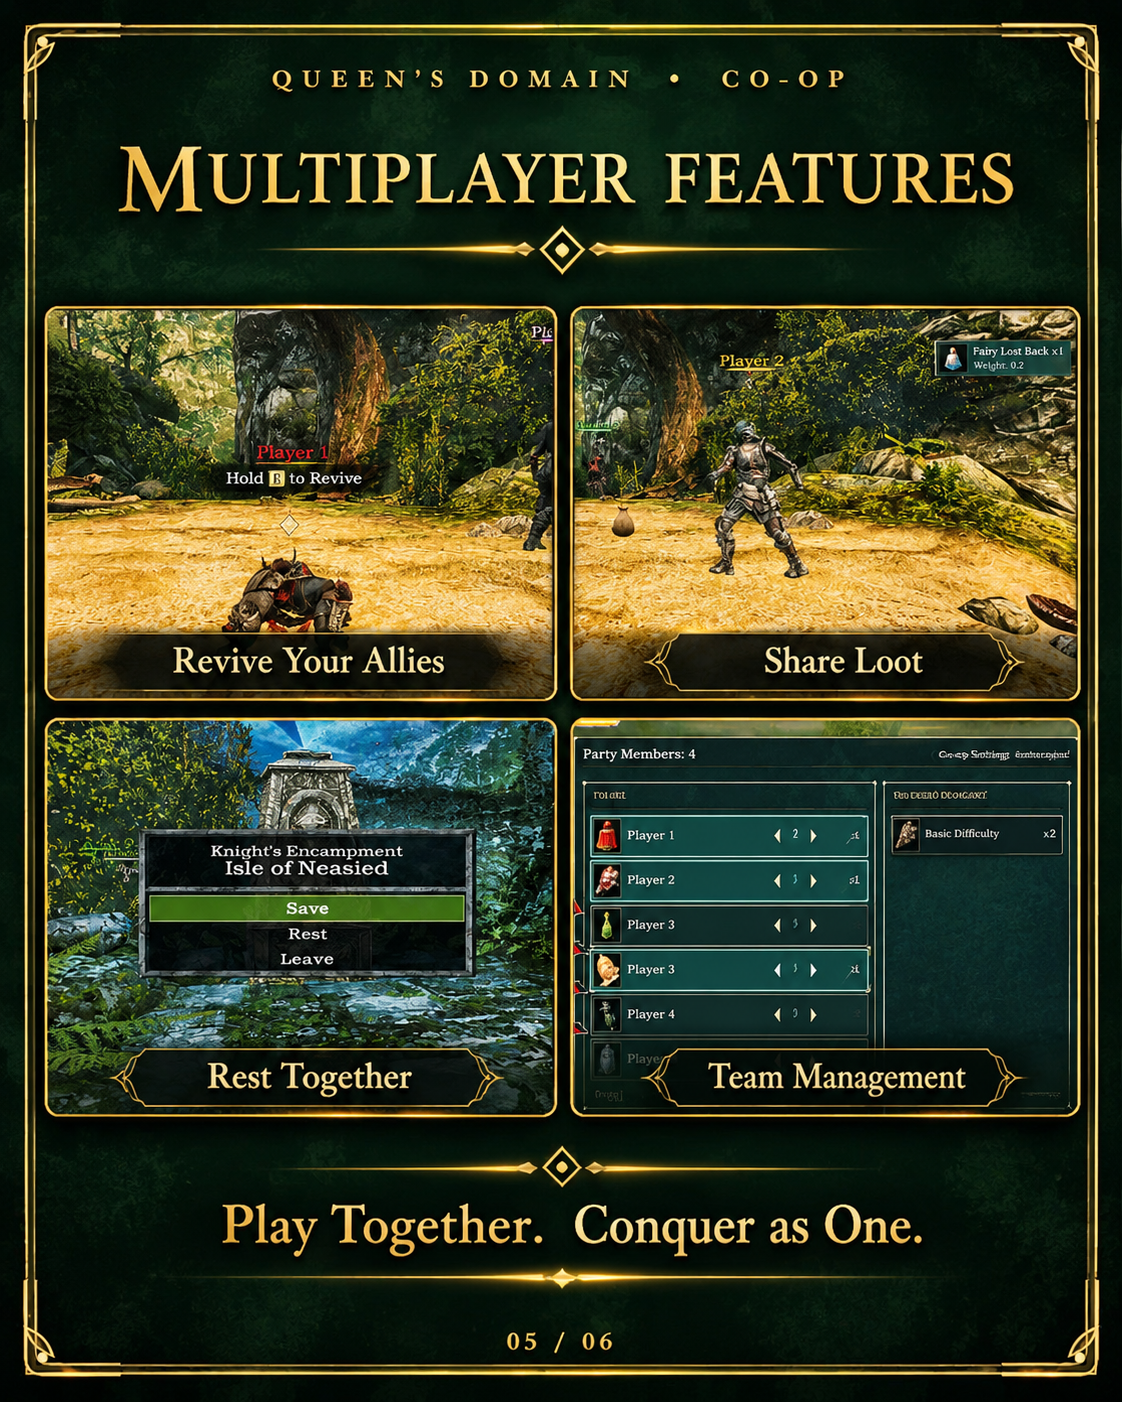 QUEEN'S DOMAIN • CO-OP
MULTIPLAYER FEATURES
Player 1
Hold E to Revive
Revive Your Allies
Player 2
Fairy Lost Back x1
Weight. 0.2
Share Loot
Knight's Encampment
Isle of Neasied
Save
Rest
Leave
Rest Together
Party Members: 4
Player 1 2
Player 2
Player 3
Player 3
Player 4
Basic Difficulty x2
Team Management
Play Together. Conquer as One.
05 / 06